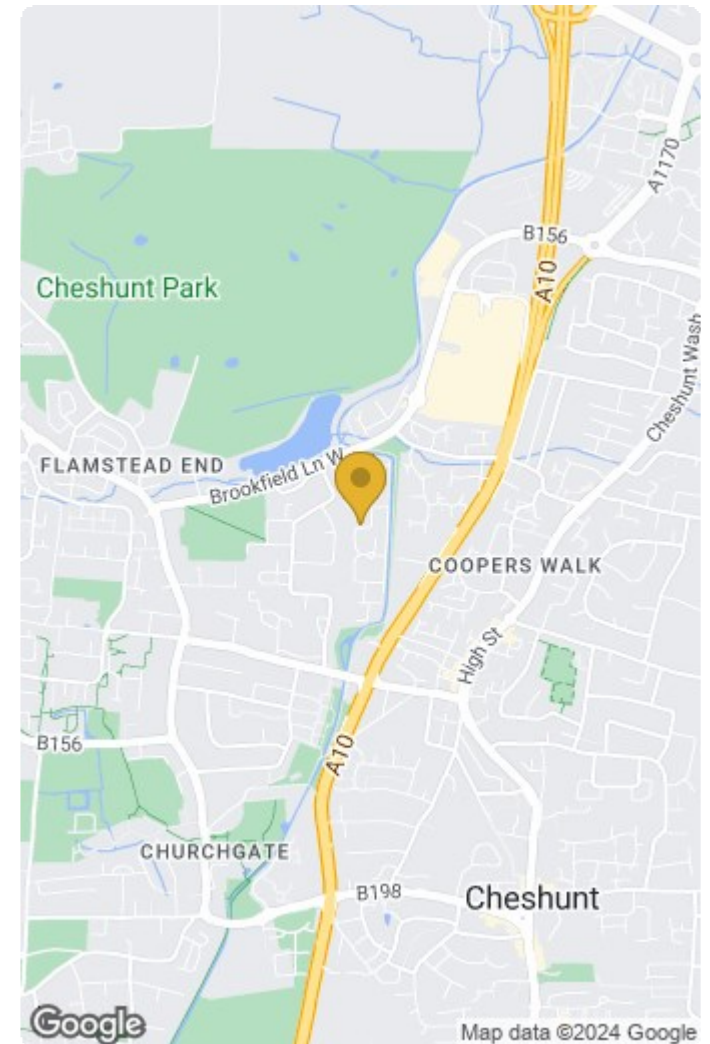 A1170
B156
A10
Cheshunt Park
Cheshunt Wash
FLAMSTEAD END
Brookfield Ln W
COOPERS WALK
High St
B156
A10
CHURCHGATE
B198
Cheshunt
Google
Map data ©2024 Google